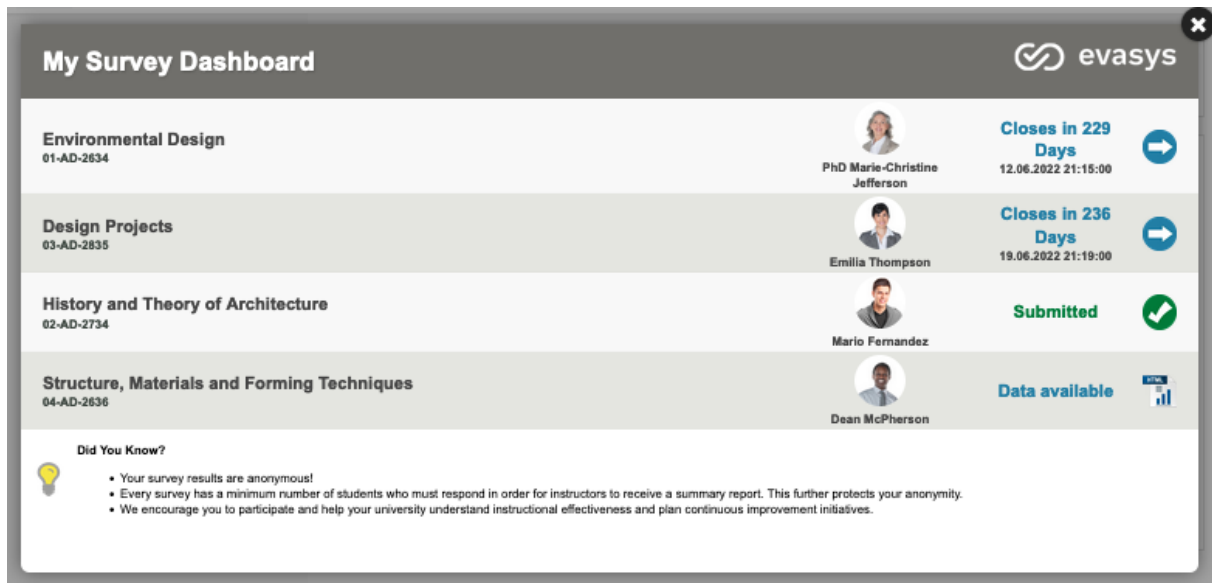 My Survey Dashboard
evasys
Environmental Design
01-AD-2634
PhD Marie-Christine
Jefferson
Closes in 229
Days
12.06.2022 21:15:00
Design Projects
03-AD-2835
Emilia Thompson
Closes in 236
Days
19.06.2022 21:19:00
History and Theory of Architecture
02-AD-2734
Mario Fernandez
Submitted
Structure, Materials and Forming Techniques
04-AD-2636
Dean McPherson
Data available
HTML
Did You Know?
• Your survey results are anonymous!
• Every survey has a minimum number of students who must respond in order for instructors to receive a summary report. This further protects your anonymity.
• We encourage you to participate and help your university understand instructional effectiveness and plan continuous improvement initiatives.